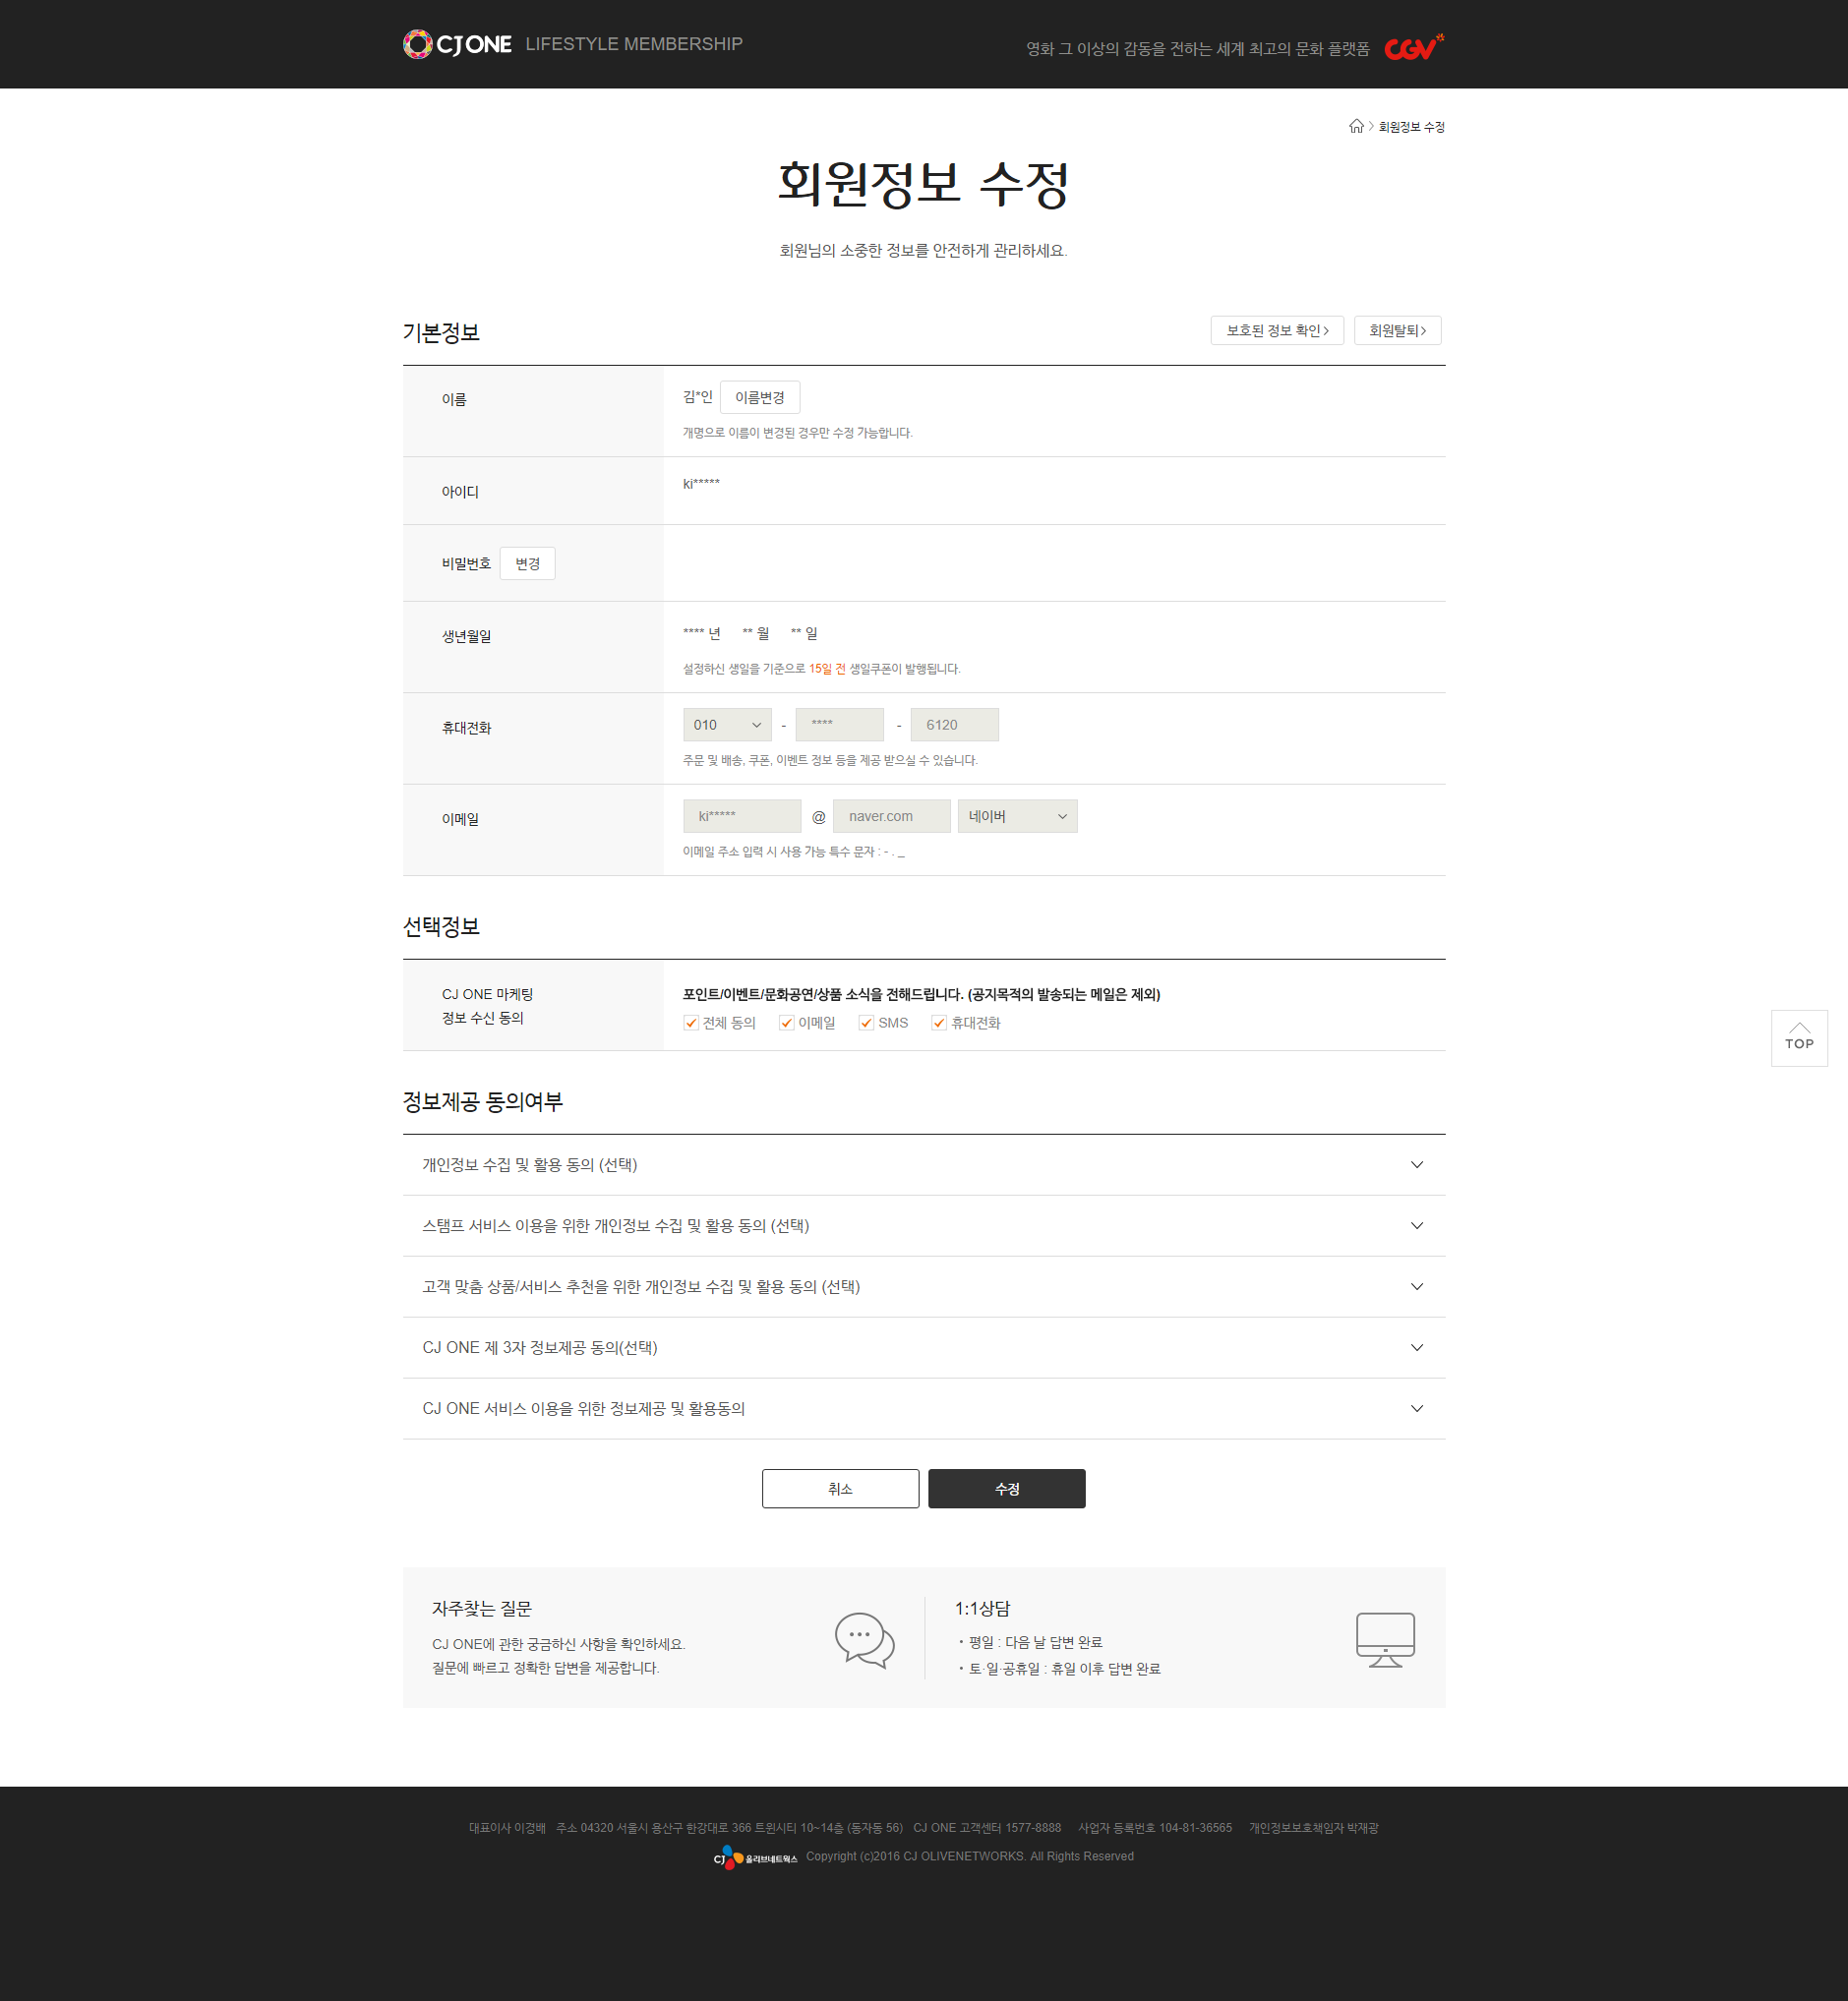 CJ ONE LIFESTYLE MEMBERSHIP
영화 그 이상의 감동을 전하는 세계 최고의 문화 플랫폼 CGV
> 회원정보 수정
회원정보 수정
회원님의 소중한 정보를 안전하게 관리하세요.
기본정보
보호된 정보 확인 >
회원탈퇴 >
이름
김*인 이름변경
개명으로 이름이 변경된 경우만 수정 가능합니다.
아이디
ki*****
비밀번호 변경
생년월일
**** 년 ** 월 ** 일
설정하신 생일을 기준으로 15일 전 생일쿠폰이 발행됩니다.
휴대전화
010 - **** - 6120
주문 및 배송, 쿠폰, 이벤트 정보 등을 제공 받으실 수 있습니다.
이메일
ki***** @ naver.com 네이버
이메일 주소 입력 시 사용 가능 특수 문자 : - . _
선택정보
CJ ONE 마케팅
정보 수신 동의
포인트/이벤트/문화공연/상품 소식을 전해드립니다. (공지목적의 발송되는 메일은 제외)
전체 동의 이메일 SMS 휴대전화
TOP
정보제공 동의여부
개인정보 수집 및 활용 동의 (선택)
스탬프 서비스 이용을 위한 개인정보 수집 및 활용 동의 (선택)
고객 맞춤 상품/서비스 추천을 위한 개인정보 수집 및 활용 동의 (선택)
CJ ONE 제 3자 정보제공 동의(선택)
CJ ONE 서비스 이용을 위한 정보제공 및 활용동의
취소
수정
자주찾는 질문
CJ ONE에 관한 궁금하신 사항을 확인하세요.
질문에 빠르고 정확한 답변을 제공합니다.
1:1상담
· 평일 : 다음 날 답변 완료
· 토·일·공휴일 : 휴일 이후 답변 완료
대표이사 이경배 주소 04320 서울시 용산구 한강대로 366 트윈시티 10~14층 (동자동 56) CJ ONE 고객센터 1577-8888 사업자 등록번호 104-81-36565 개인정보보호책임자 박재광
CJ 올리브네트웍스 Copyright (c)2016 CJ OLIVENETWORKS. All Rights Reserved